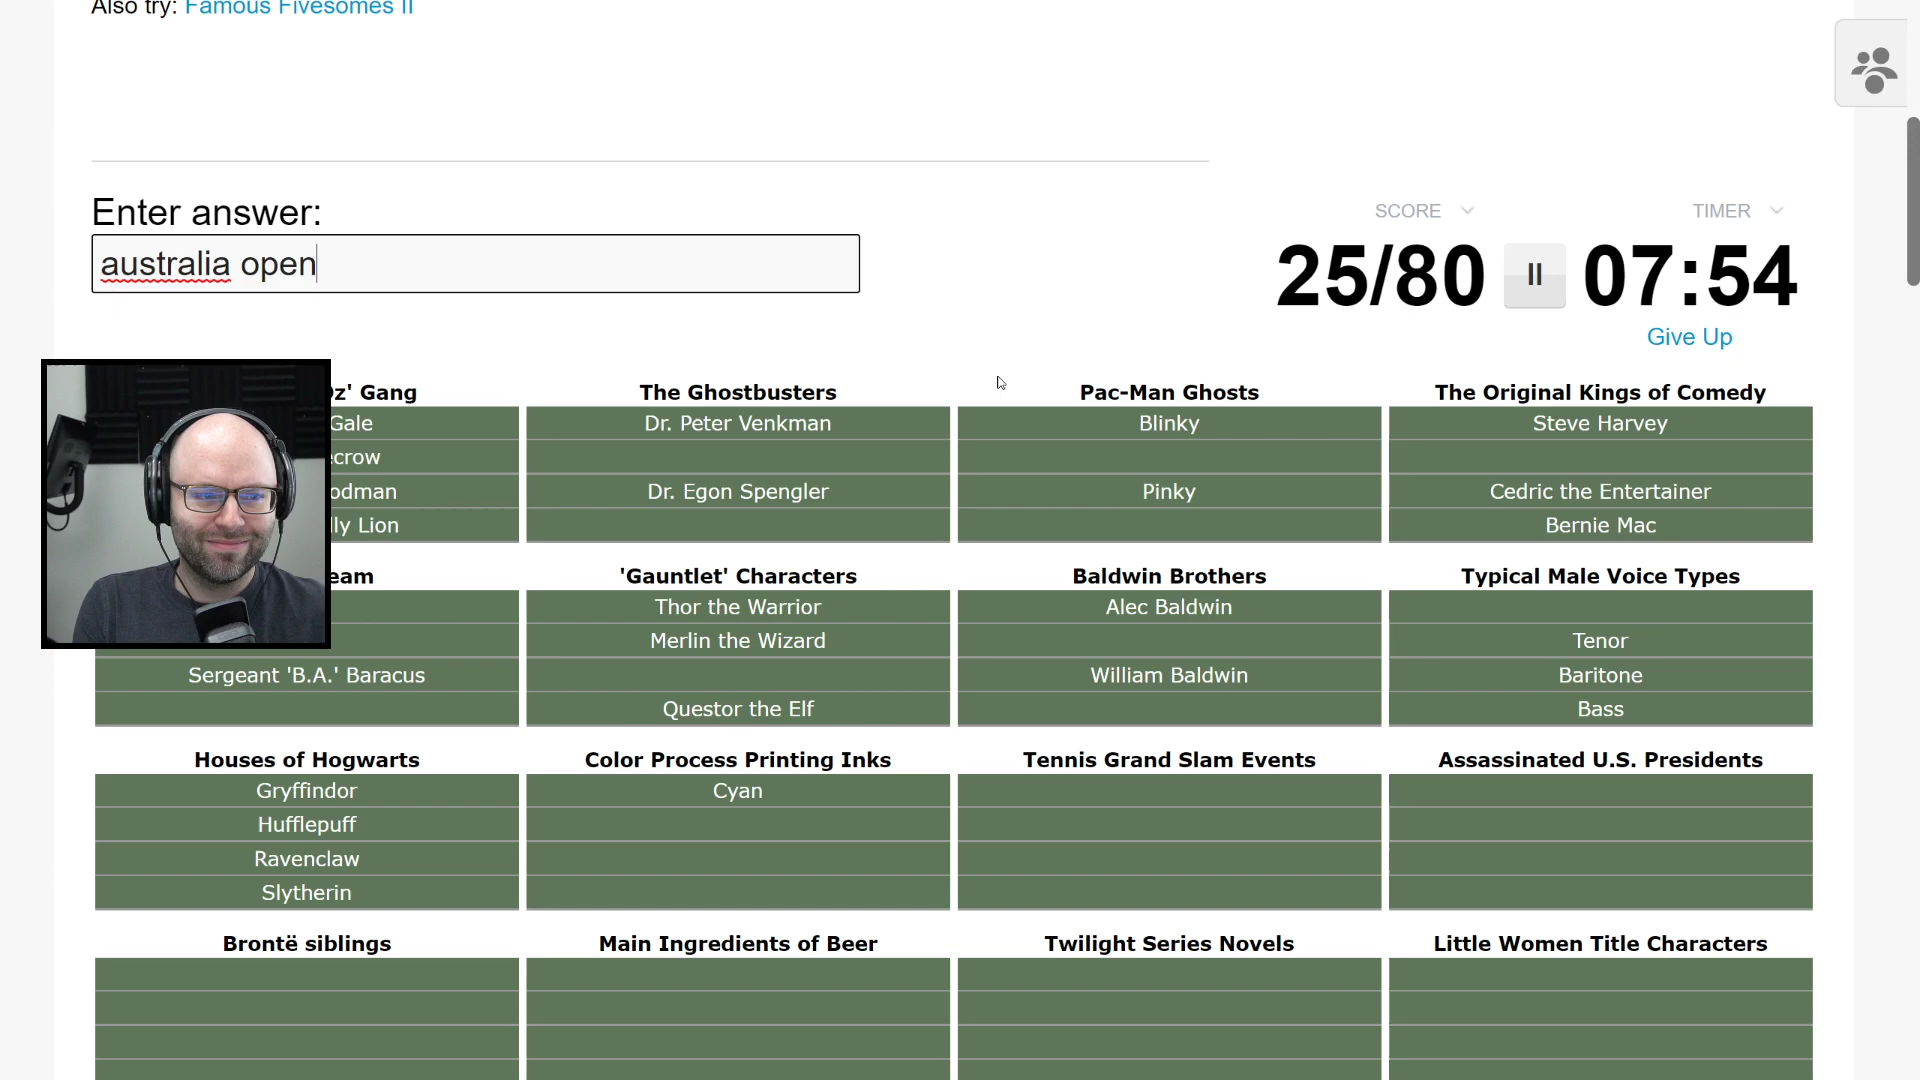 Also try: Famous Fivesomes II
Enter answer:
australia open
SCORE
TIMER
25/80
07:54
Give Up
Oz' Gang
The Ghostbusters
Pac-Man Ghosts
The Original Kings of Comedy
Gale
Dr. Peter Venkman
Blinky
Steve Harvey
ecrow
odman
Dr. Egon Spengler
Pinky
Cedric the Entertainer
lly Lion
Bernie Mac
eam
'Gauntlet' Characters
Baldwin Brothers
Typical Male Voice Types
Thor the Warrior
Alec Baldwin
Merlin the Wizard
Tenor
Sergeant 'B.A.' Baracus
William Baldwin
Baritone
Questor the Elf
Bass
Houses of Hogwarts
Color Process Printing Inks
Tennis Grand Slam Events
Assassinated U.S. Presidents
Gryffindor
Cyan
Hufflepuff
Ravenclaw
Slytherin
Brontë siblings
Main Ingredients of Beer
Twilight Series Novels
Little Women Title Characters